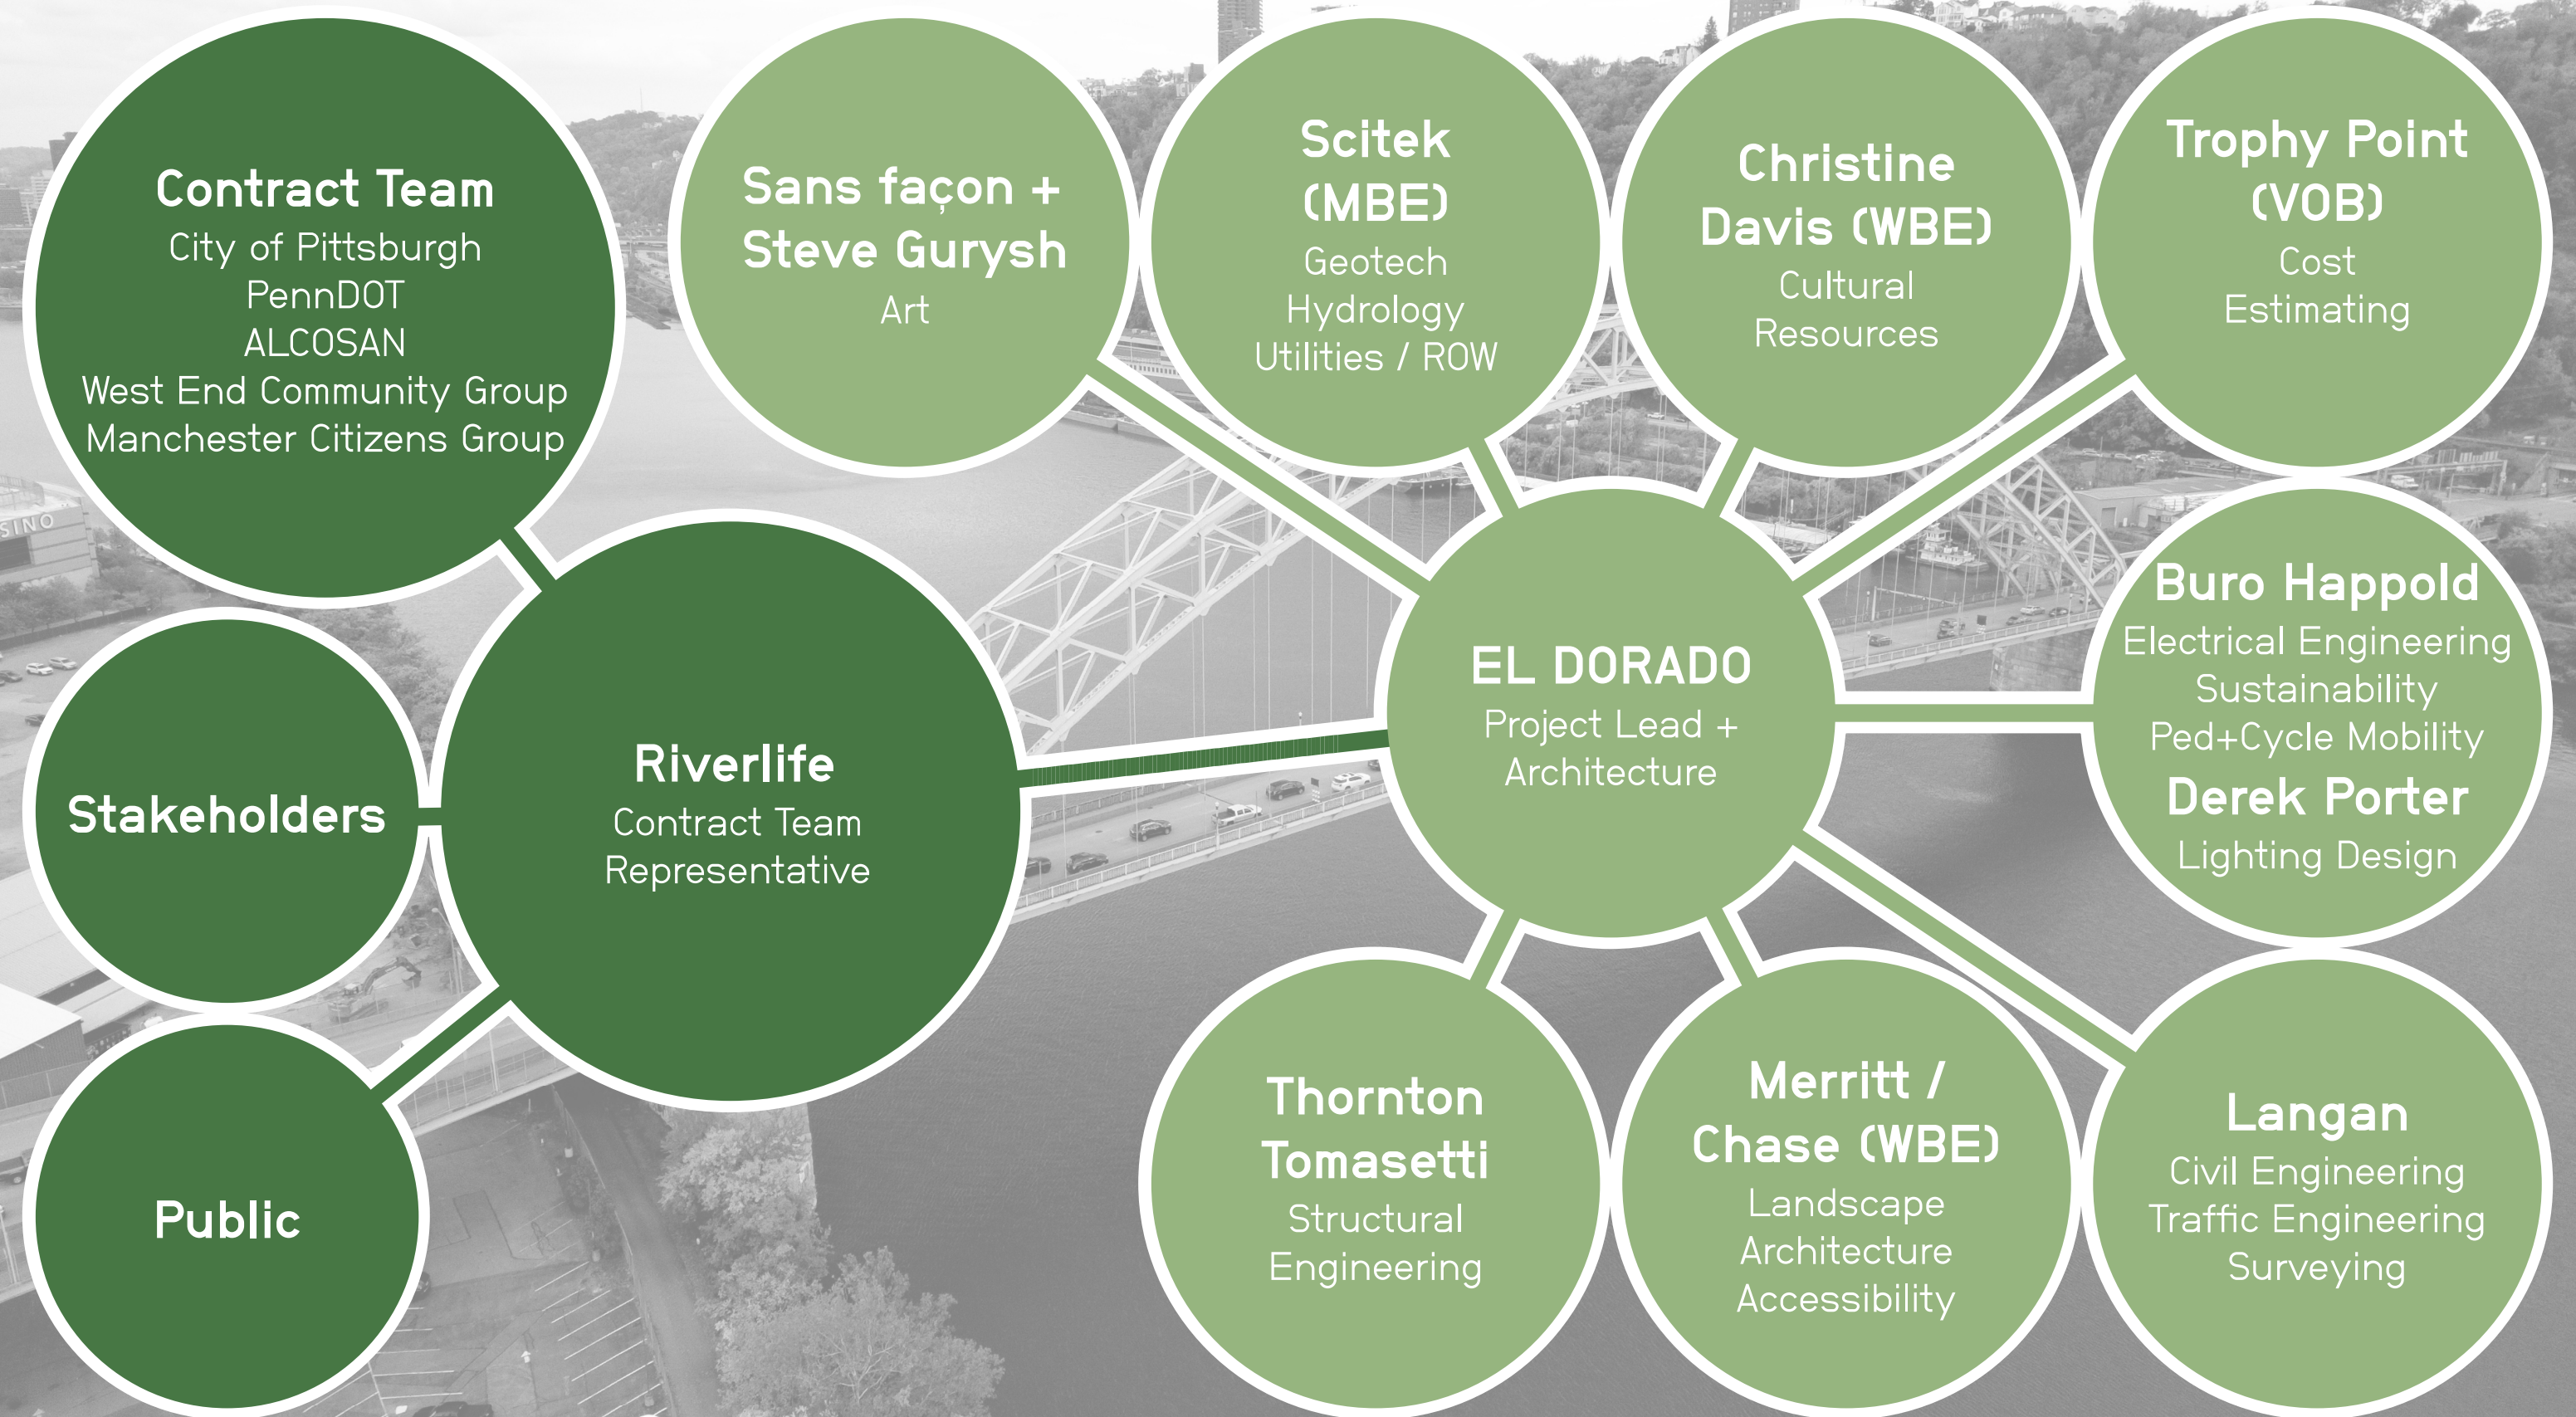 Contract Team
City of Pittsburgh
PennDOT
ALCOSAN
West End Community Group
Manchester Citizens Group
Sans façon +
Steve Gurysh
Art
Scitek
(MBE)
Geotech
Hydrology
Utilities / ROW
Christine
Davis (WBE)
Cultural
Resources
Trophy Point
(VOB)
Cost
Estimating
SINO
Stakeholders
Riverlife
Contract Team
Representative
EL DORADO
Project Lead +
Architecture
Buro Happold
Electrical Engineering
Sustainability
Ped+Cycle Mobility
Derek Porter
Lighting Design
Public
Thornton
Tomasetti
Structural
Engineering
Merritt /
Chase (WBE)
Landscape
Architecture
Accessibility
Langan
Civil Engineering
Traffic Engineering
Surveying